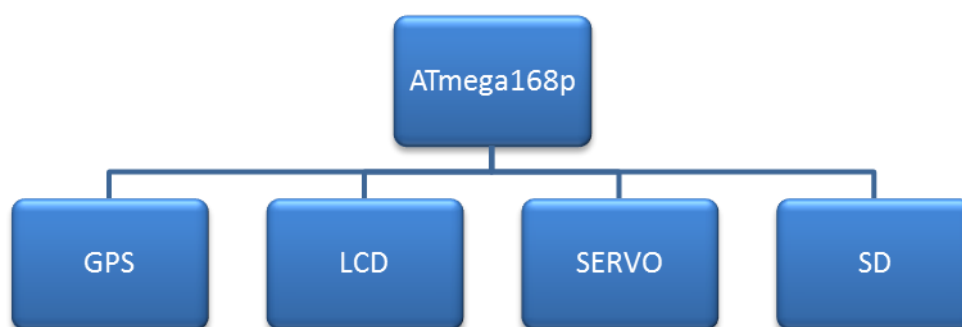 ATmega168p
GPS
LCD
SERVO
SD